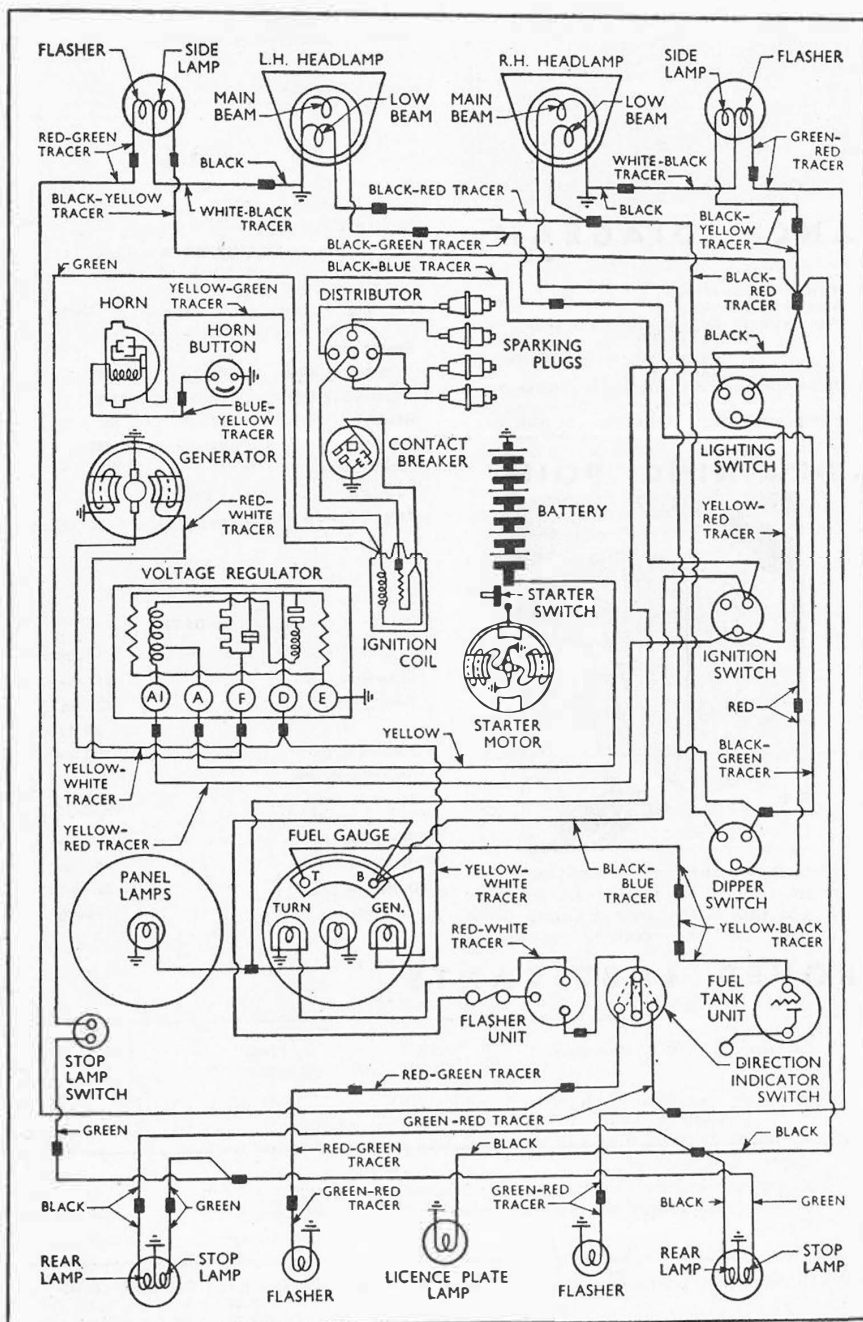 FLASHER
SIDE
LAMP
L.H. HEADLAMP
R.H. HEADLAMP
SIDE
LAMP
FLASHER
MAIN
BEAM
LOW
BEAM
MAIN
BEAM
LOW
BEAM
RED-GREEN
TRACER
BLACK
WHITE-BLACK
TRACER
GREEN-
RED
TRACER
BLACK-YELLOW
TRACER
WHITE-BLACK
TRACER
BLACK-RED TRACER
BLACK
BLACK-GREEN TRACER
BLACK-
YELLOW
TRACER
GREEN
BLACK-BLUE TRACER
BLACK-
RED
TRACER
YELLOW-GREEN
TRACER
HORN
HORN
BUTTON
DISTRIBUTOR
SPARKING
PLUGS
BLACK
BLUE-
YELLOW
TRACER
GENERATOR
CONTACT
BREAKER
LIGHTING
SWITCH
RED-
WHITE
TRACER
BATTERY
YELLOW-
RED
TRACER
VOLTAGE REGULATOR
STARTER
SWITCH
IGNITION
COIL
IGNITION
SWITCH
A1
A
F
D
E
STARTER
MOTOR
RED
YELLOW
YELLOW-
WHITE
TRACER
BLACK-
GREEN
TRACER
YELLOW-
RED TRACER
FUEL GAUGE
PANEL
LAMPS
T
B
TURN
GEN.
YELLOW-
WHITE
TRACER
BLACK-
BLUE
TRACER
DIPPER
SWITCH
RED-WHITE
TRACER
YELLOW-BLACK
TRACER
FUEL
TANK
UNIT
FLASHER
UNIT
STOP
LAMP
SWITCH
DIRECTION
INDICATOR
SWITCH
RED-GREEN TRACER
GREEN-RED TRACER
GREEN
BLACK
BLACK
RED-GREEN
TRACER
GREEN-RED
TRACER
GREEN-RED
TRACER
BLACK
GREEN
BLACK
GREEN
REAR
LAMP
STOP
LAMP
FLASHER
LICENCE PLATE
LAMP
FLASHER
REAR
LAMP
STOP
LAMP